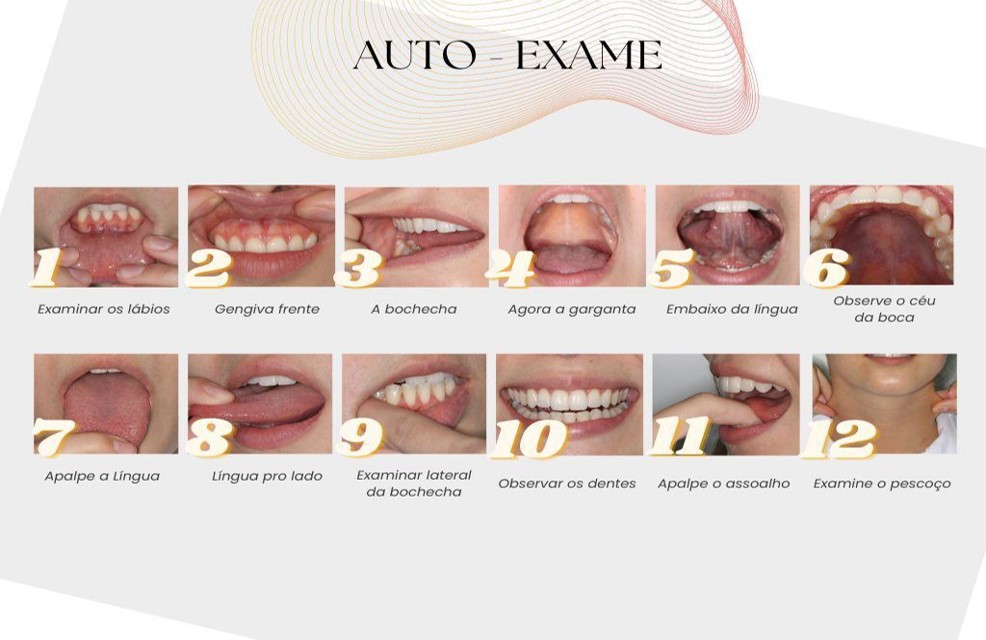 AUTO - EXAME
1
Examinar os lábios
2
Gengiva frente
3
A bochecha
4
Agora a garganta
5
Embaixo da língua
6
Observe o céu
da boca
7
Apalpe a Língua
8
Língua pro lado
9
Examinar lateral
da bochecha
10
Observar os dentes
11
Apalpe o assoalho
12
Examine o pescoço